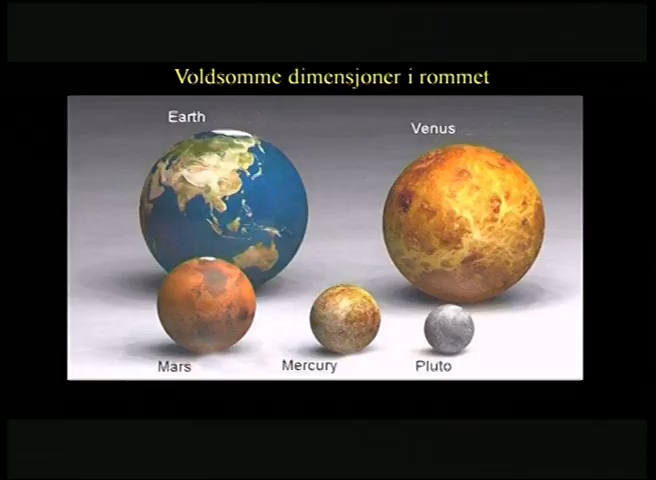 Voldsomme dimensjoner i rommet
Earth
Venus
Mars
Mercury
Pluto